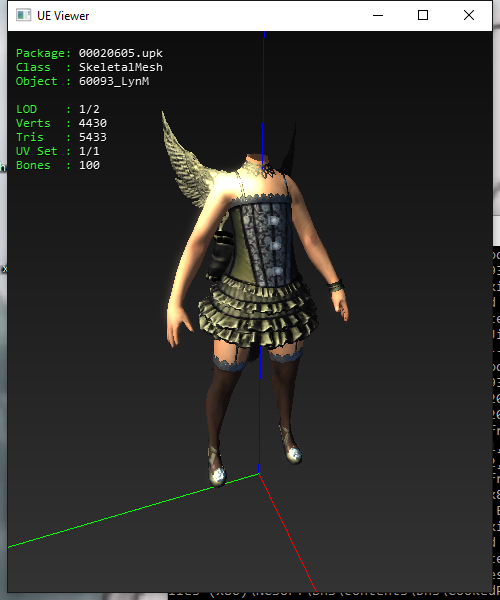 UE Viewer
Package: 00020605.upk
Class : SkeletalMesh
Object : 60093_LynM
LOD : 1/2
Verts : 4430
Tris : 5433
UV Set : 1/1
Bones : 100